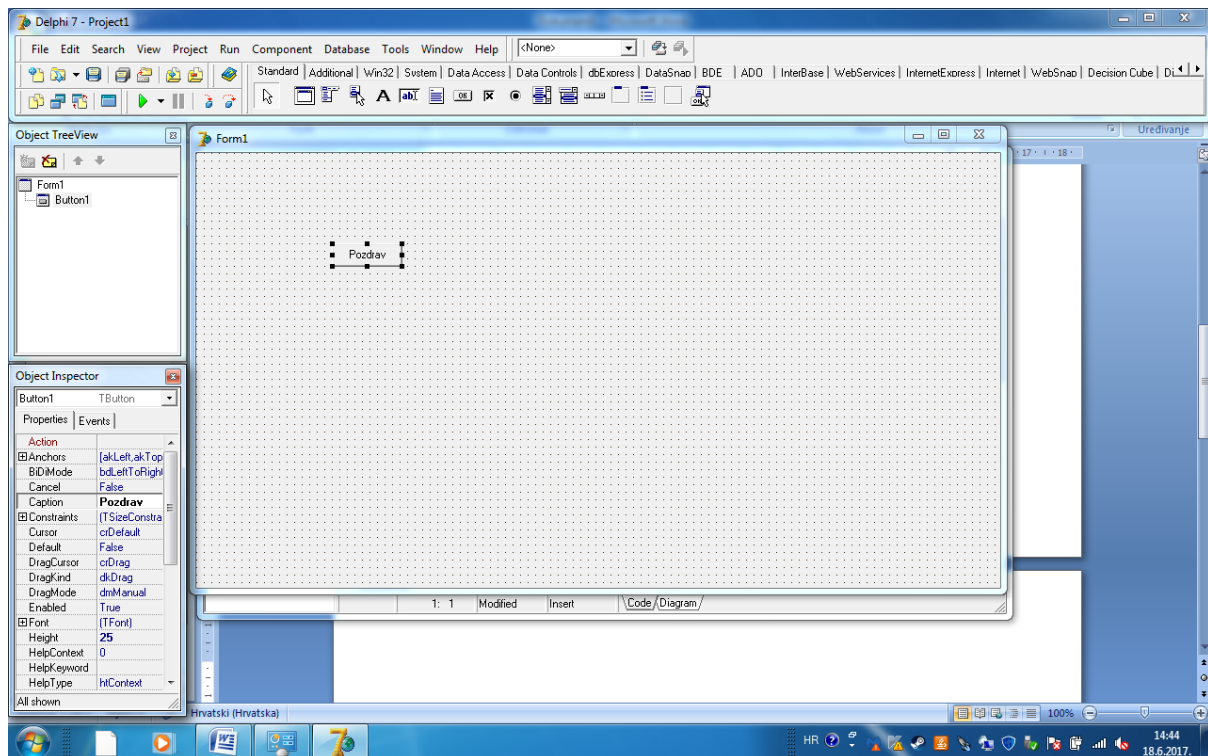 Delphi 7 - Project1
File Edit Search View Project Run Component Database Tools Window Help <None>
Standard Additional Win32 System Data Access Data Controls dbExpress DataSnap BDE ADO InterBase WebServices InternetExpress Internet WebSnap Decision Cube Di
Object TreeView
Form1
Button1
Form1
Pozdrav
Uređivanje
17 18
Object Inspector
Button1 TButton
Properties Events
Action
Anchors [akLeft,akTop
BiDiMode bdLeftToRight
Cancel False
Caption Pozdrav
Constraints (TSizeConstra
Cursor crDefault
Default False
DragCursor crDrag
DragKind dkDrag
DragMode dmManual
Enabled True
Font (TFont)
Height 25
HelpContext 0
HelpKeyword
HelpType htContext
All shown
1: 1 Modified Insert Code Diagram
Hrvatski (Hrvatska) 100%
HR 14:44
18.6.2017.